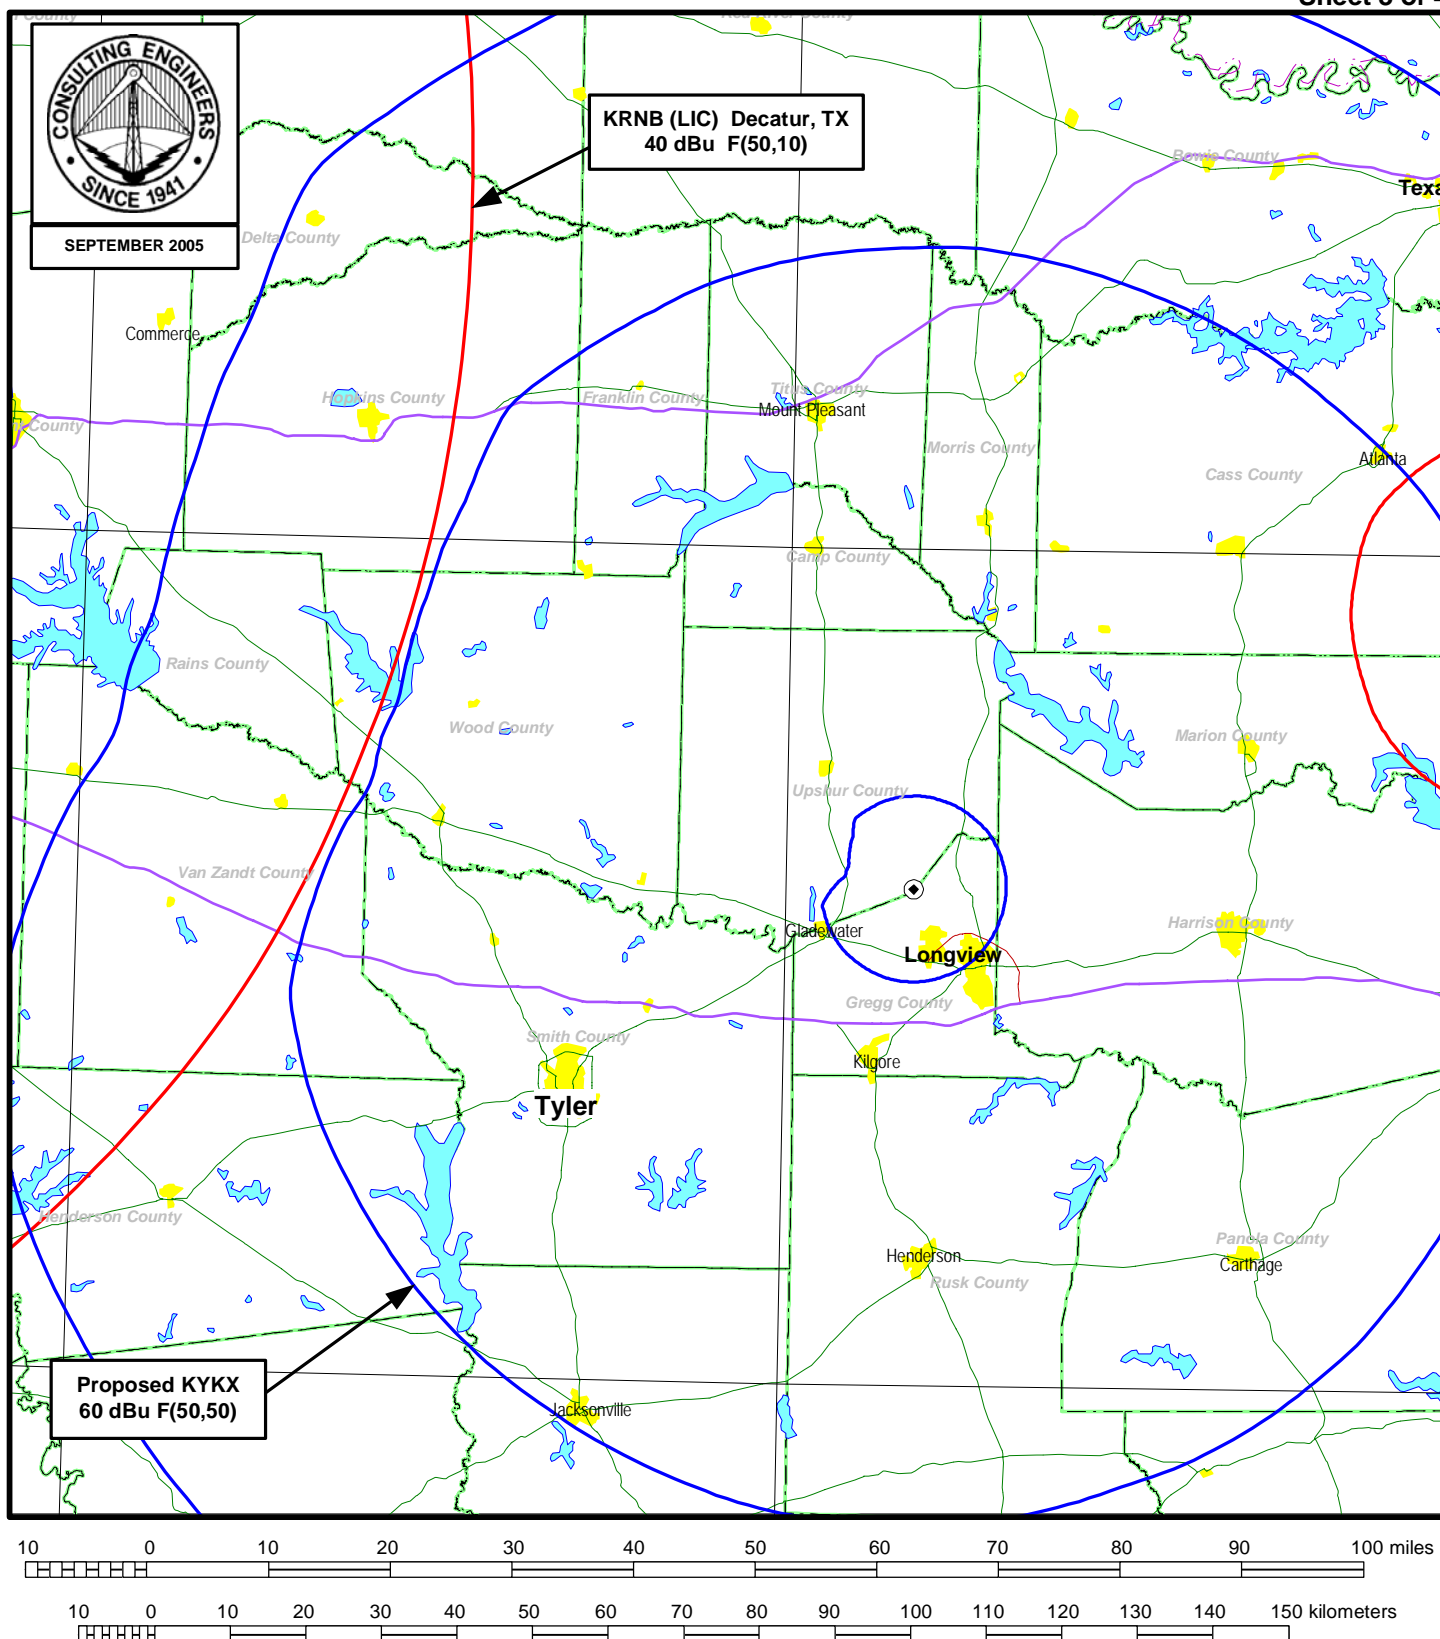 CONSULTING ENGINEERS
SINCE 1941
SEPTEMBER 2005
KRNB (LIC) Decatur, TX
40 dBu F(50,10)
Bowie County
Delta County
Commerce
Hopkins County
Franklin County
Titus County
Mount Pleasant
County
Morris County
Atlanta
Cass County
Camp County
Rains County
Wood County
Marion County
Upshur County
Van Zandt County
Gladewater
Harrison County
Longview
Gregg County
Smith County
Kilgore
Tyler
Henderson County
Henderson
Rusk County
Panola County
Carthage
Proposed KYKX
60 dBu F(50,50)
Jacksonville
10 0 10 20 30 40 50 60 70 80 90 100 miles
10 0 10 20 30 40 50 60 70 80 90 100 110 120 130 140 150 kilometers